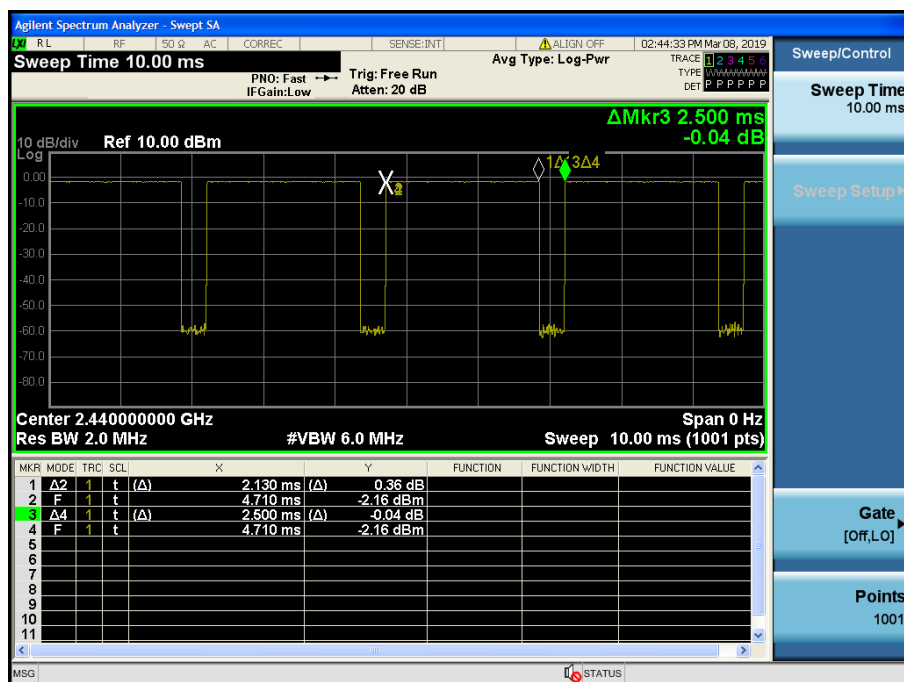 Agilent Spectrum Analyzer - Swept SA
LXI RL RF 50 Ω AC CORREC SENSE:INT ALIGN OFF 02:44:33 PM Mar 08, 2019
Sweep Time 10.00 ms
PNO: Fast
IFGain:Low
Trig: Free Run
Atten: 20 dB
Avg Type: Log-Pwr
TRACE 1 2 3 4 5 6
TYPE
DET P P P P P P
ΔMkr3 2.500 ms
-0.04 dB
10 dB/div Ref 10.00 dBm
Log
1Δ 3Δ4
0.00
-10.0
-20.0
-30.0
-40.0
-50.0
-60.0
-70.0
-80.0
Center 2.440000000 GHz Span 0 Hz
Res BW 2.0 MHz #VBW 6.0 MHz Sweep 10.00 ms (1001 pts)
MKR MODE TRC SCL X Y FUNCTION FUNCTION WIDTH FUNCTION VALUE
1 Δ2 1 t (Δ) 2.130 ms (Δ) 0.36 dB
2 F 1 t 4.710 ms -2.16 dBm
3 Δ4 1 t (Δ) 2.500 ms (Δ) -0.04 dB
4 F 1 t 4.710 ms -2.16 dBm
5
6
7
8
9
10
11
MSG STATUS
Sweep/Control
Sweep Time
10.00 ms
Sweep Setup
Gate
[Off,LO]
Points
1001